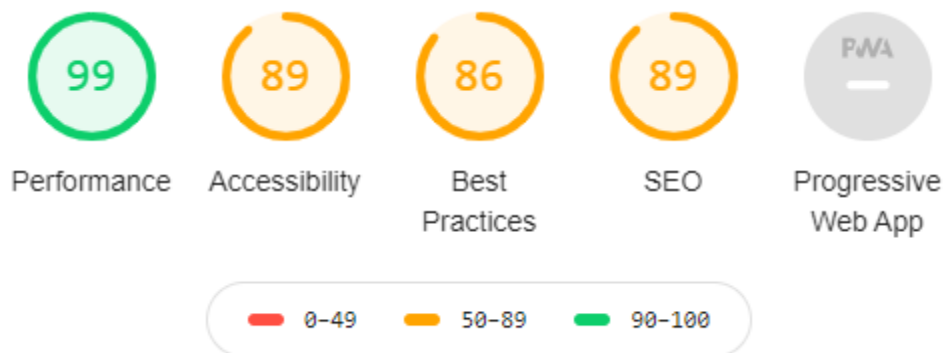 99 89 86 89 PWA
Performance Accessibility Best SEO Progressive
Practices Web App
0–49 50–89 90–100